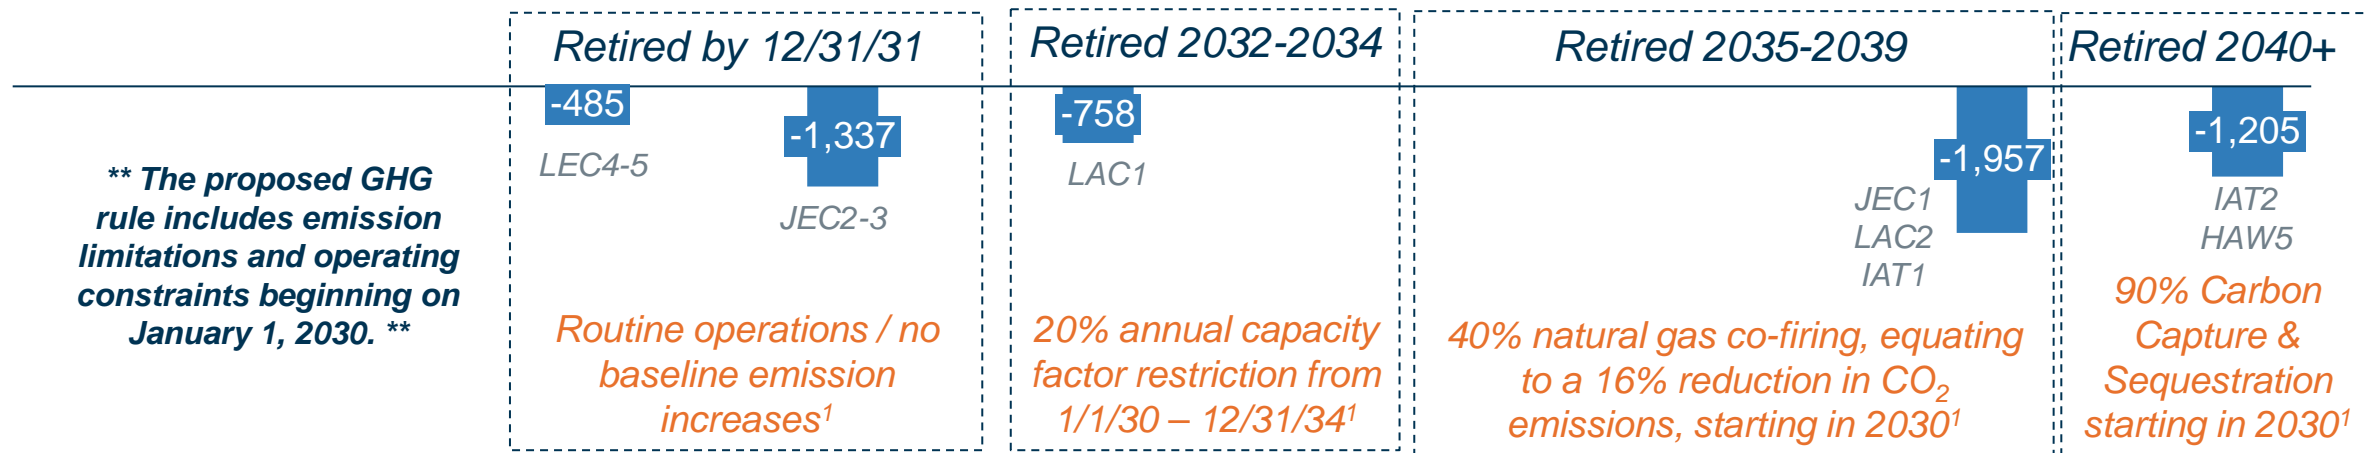 Retired by 12/31/31
Retired 2032-2034
Retired 2035-2039
Retired 2040+
-485
-1,337
-758
-1,957
-1,205
LEC4-5
JEC2-3
LAC1
JEC1
LAC2
IAT1
IAT2
HAW5
** The proposed GHG
rule includes emission
limitations and operating
constraints beginning on
January 1, 2030. **
Routine operations / no
baseline emission
increases¹
20% annual capacity
factor restriction from
1/1/30 – 12/31/34¹
40% natural gas co-firing, equating
to a 16% reduction in CO₂
emissions, starting in 2030¹
90% Carbon
Capture &
Sequestration
starting in 2030¹